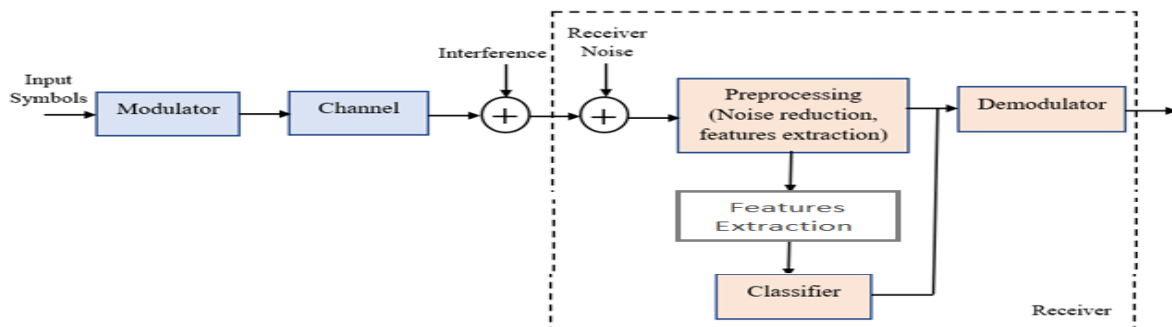 Input
Symbols
Modulator
Channel
Interference
+
Receiver
Noise
+
Preprocessing
(Noise reduction,
features extraction)
Demodulator
Features
Extraction
Classifier
Receiver